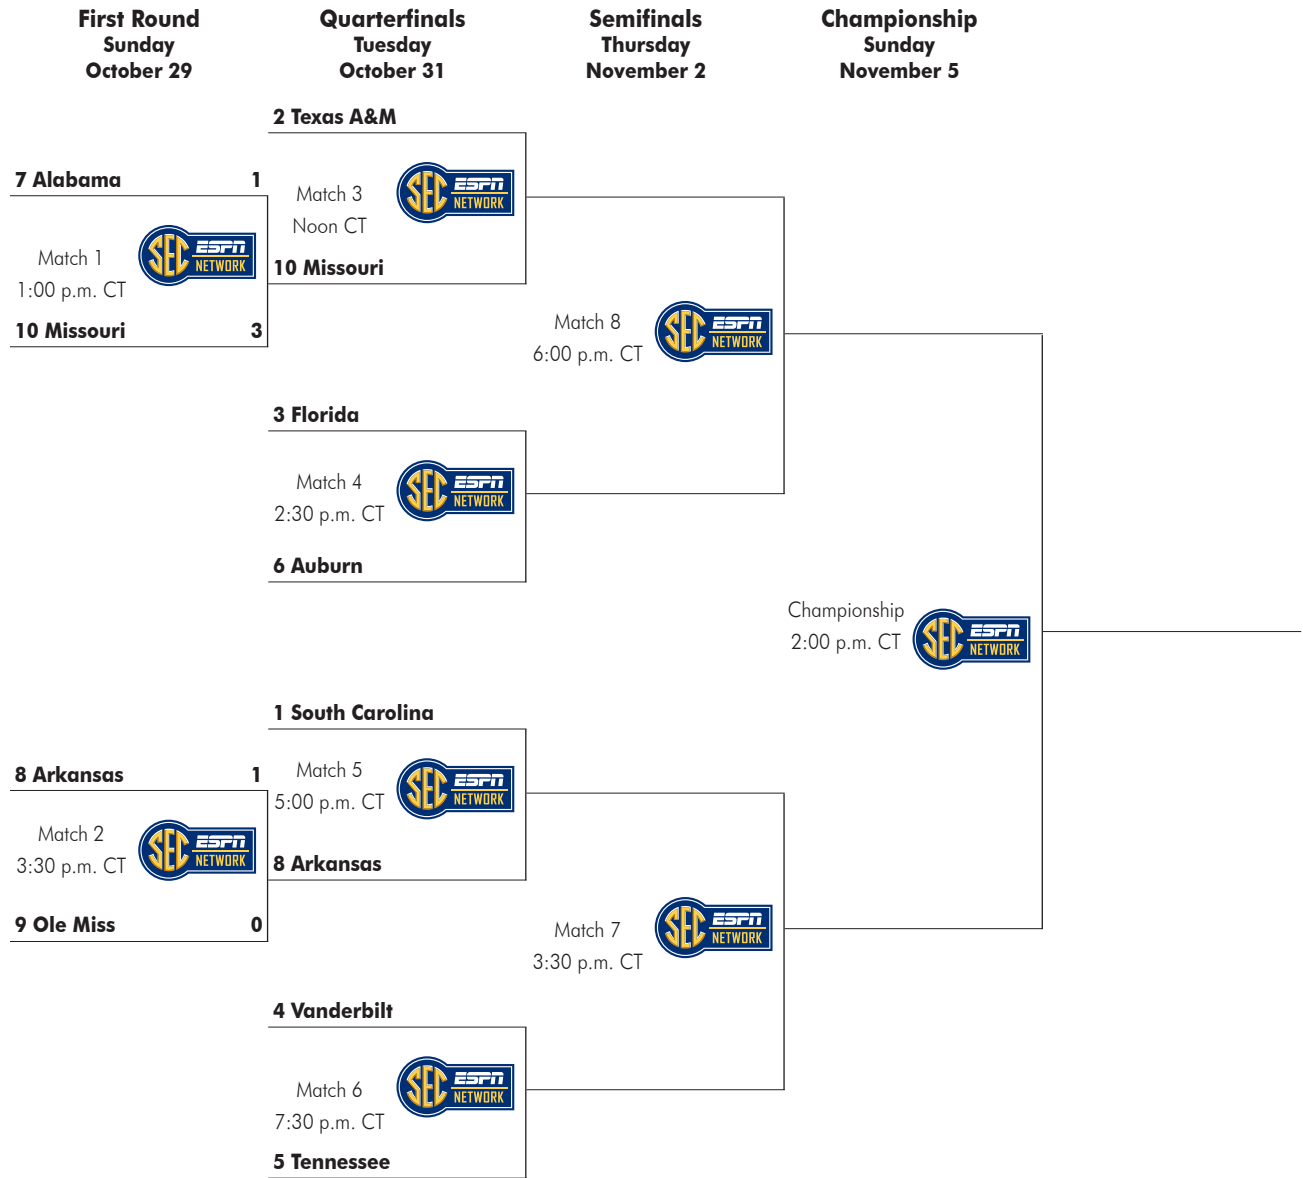 First Round
Sunday
October 29
Quarterfinals
Tuesday
October 31
Semifinals
Thursday
November 2
Championship
Sunday
November 5
2 Texas A&M
Match 3
Noon CT
SEC ESPN
NETWORK
10 Missouri
7 Alabama 1
Match 1
1:00 p.m. CT
SEC ESPN
NETWORK
10 Missouri 3
Match 8
6:00 p.m. CT
SEC ESPN
NETWORK
3 Florida
Match 4
2:30 p.m. CT
SEC ESPN
NETWORK
6 Auburn
Championship
2:00 p.m. CT
SEC ESPN
NETWORK
1 South Carolina
Match 5
5:00 p.m. CT
SEC ESPN
NETWORK
8 Arkansas
8 Arkansas 1
Match 2
3:30 p.m. CT
SEC ESPN
NETWORK
9 Ole Miss 0
Match 7
3:30 p.m. CT
SEC ESPN
NETWORK
4 Vanderbilt
Match 6
7:30 p.m. CT
SEC ESPN
NETWORK
5 Tennessee